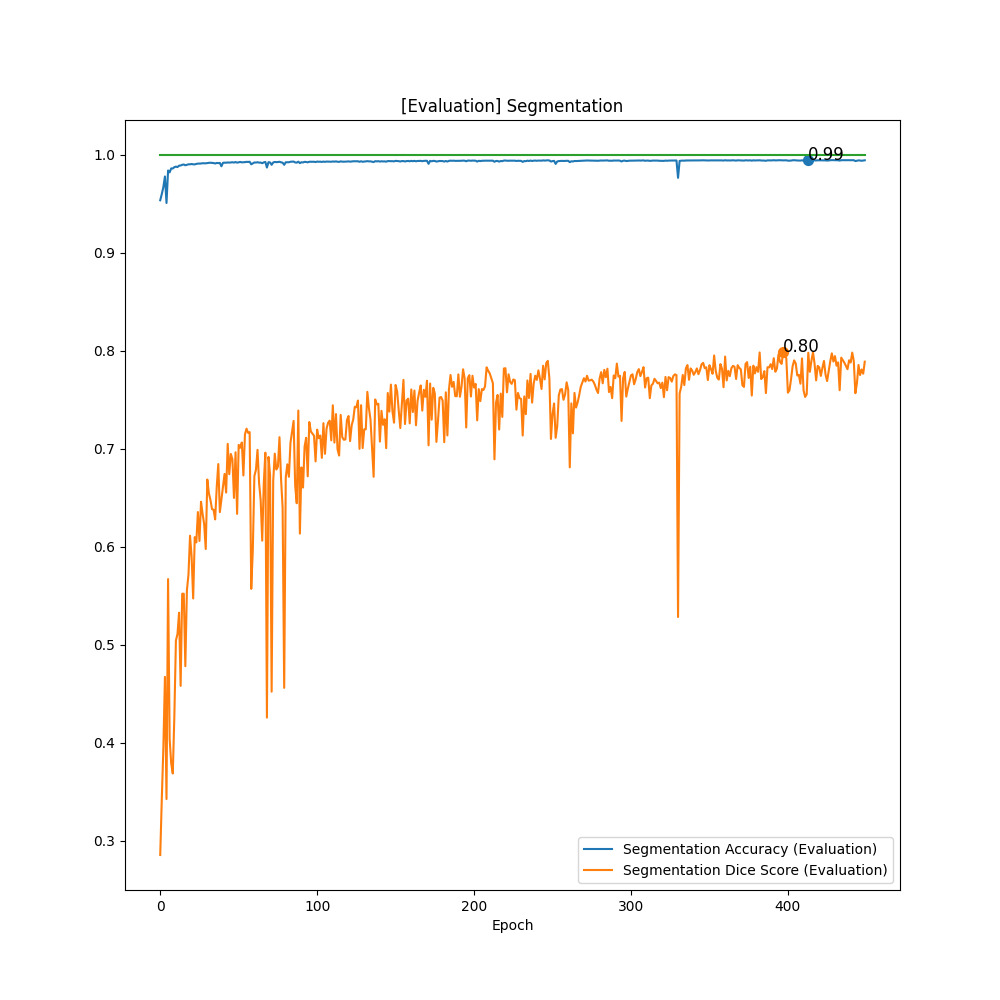 [Evaluation] Segmentation
1.0
0.99
0.9
0.8
0.80
0.7
0.6
0.5
0.4
0.3
Segmentation Accuracy (Evaluation)
Segmentation Dice Score (Evaluation)
0 100 200 300 400
Epoch